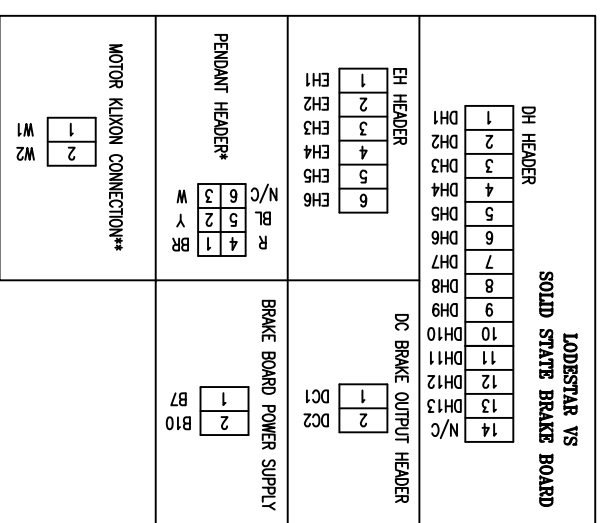 LODESTAR VS
SOLID STATE BRAKE BOARD
DH HEADER
DH1 1
DH2 2
DH3 3
DH4 4
DH5 5
DH6 6
DH7 7
DH8 8
DH9 9
DH10 10
DH11 11
DH12 12
DH13 13
N/C 14
EH HEADER
EH1 1
EH2 2
EH3 3
EH4 4
EH5 5
EH6 6
DC BRAKE OUTPUT HEADER
DC1 1
DC2 2
PENDANT HEADER*
W 3 6 N/C
Y 2 5 BL
BR 1 4 R
BRAKE BOARD POWER SUPPLY
B7 1
B10 2
MOTOR KLIXON CONNECTION**
W1 1
W2 2